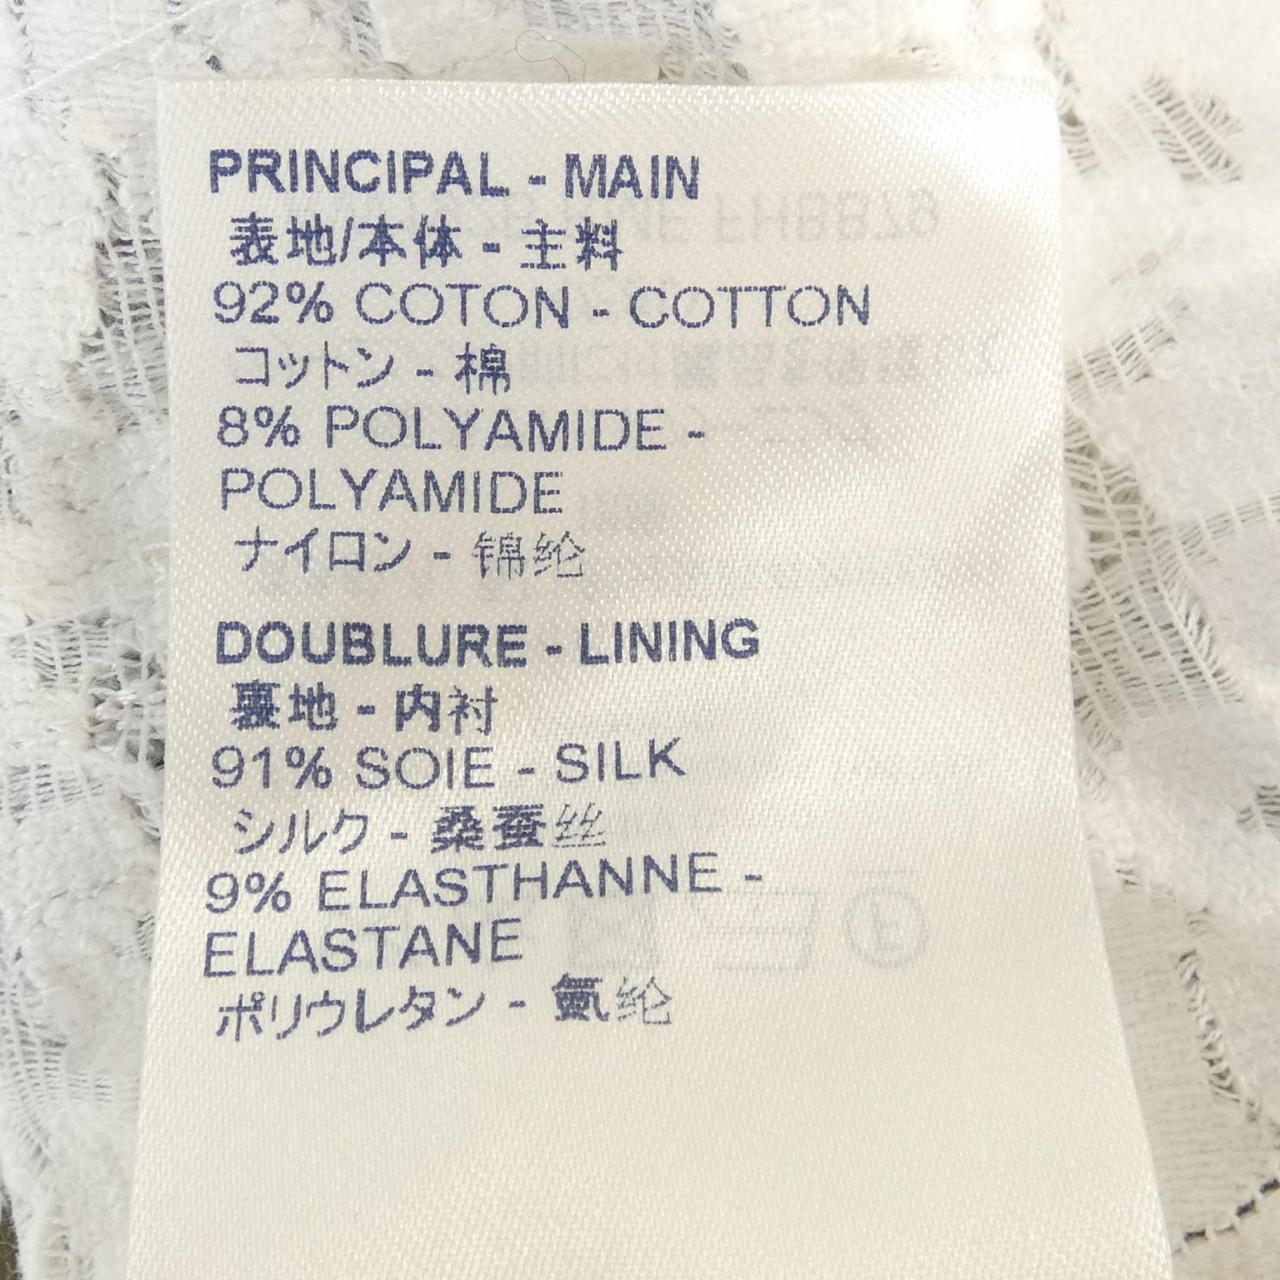 PRINCIPAL - MAIN
表地/本体 - 主料
92% COTON - COTTON
コットン - 棉
8% POLYAMIDE -
POLYAMIDE
ナイロン - 锦纶
DOUBLURE - LINING
裏地 - 内衬
91% SOIE - SILK
シルク - 桑蚕丝
9% ELASTHANNE -
ELASTANE
ポリウレタン - 氨纶